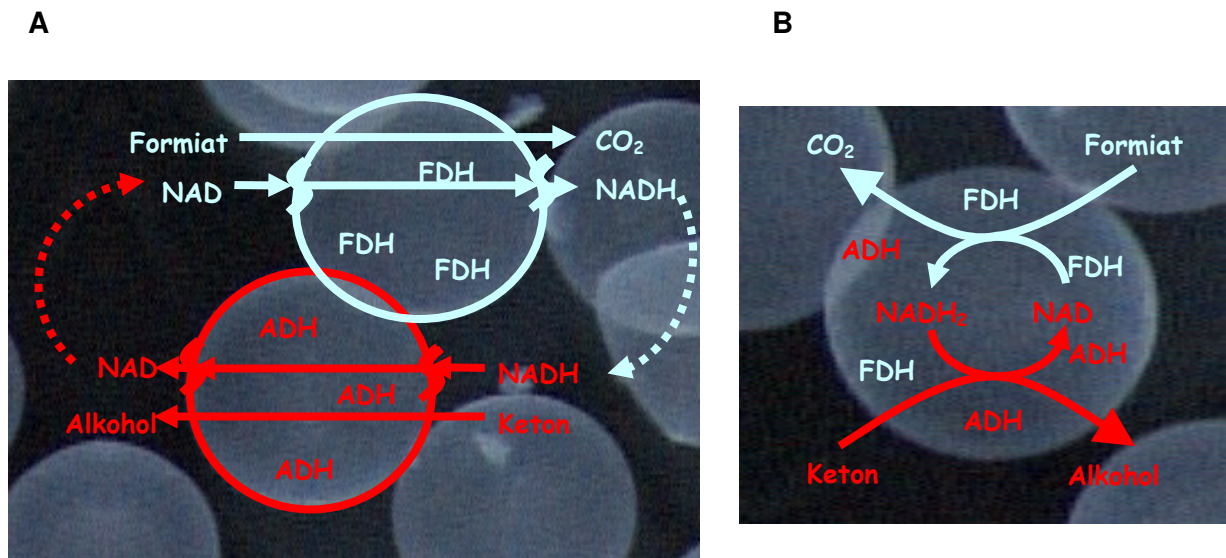 A
Formiat
CO₂
NAD
FDH
NADH
FDH
FDH
ADH
NAD
NADH
ADH
Alkohol
Keton
ADH
B
CO₂
Formiat
FDH
ADH
FDH
NADH₂
NAD
ADH
FDH
ADH
Keton
Alkohol